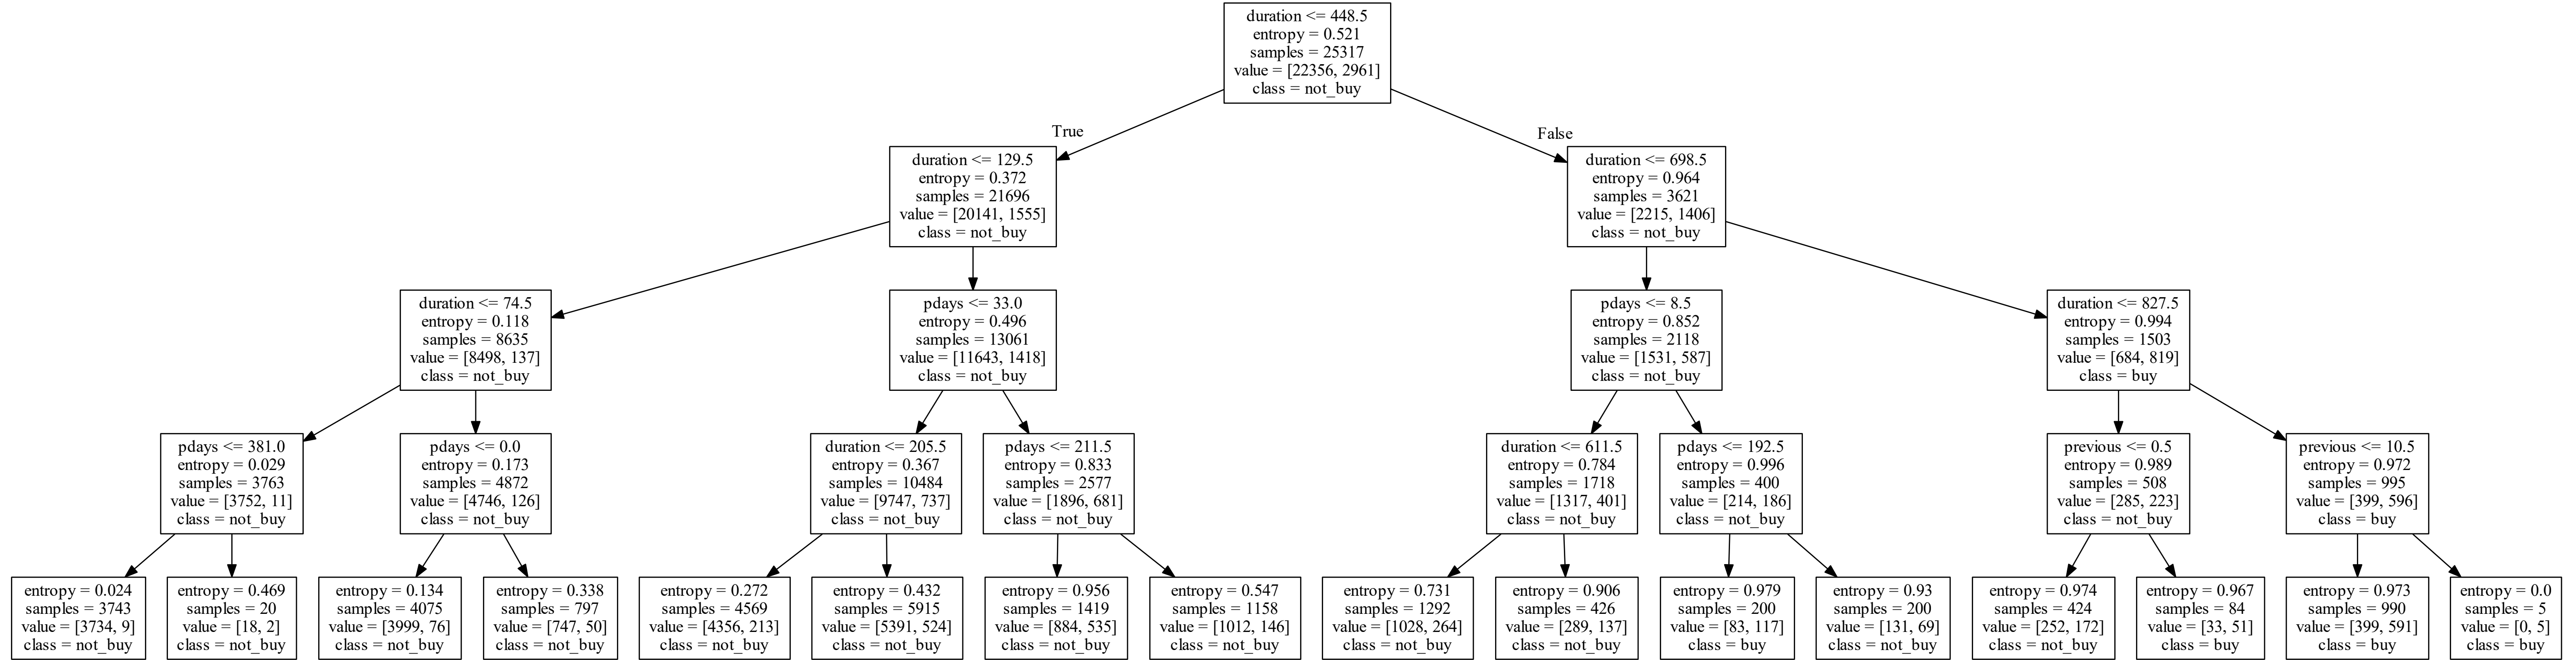 duration <= 448.5
entropy = 0.521
samples = 25317
value = [22356, 2961]
class = not_buy
True
False
duration <= 129.5
entropy = 0.372
samples = 21696
value = [20141, 1555]
class = not_buy
duration <= 698.5
entropy = 0.964
samples = 3621
value = [2215, 1406]
class = not_buy
duration <= 74.5
entropy = 0.118
samples = 8635
value = [8498, 137]
class = not_buy
pdays <= 33.0
entropy = 0.496
samples = 13061
value = [11643, 1418]
class = not_buy
pdays <= 8.5
entropy = 0.852
samples = 2118
value = [1531, 587]
class = not_buy
duration <= 827.5
entropy = 0.994
samples = 1503
value = [684, 819]
class = buy
pdays <= 381.0
entropy = 0.029
samples = 3763
value = [3752, 11]
class = not_buy
pdays <= 0.0
entropy = 0.173
samples = 4872
value = [4746, 126]
class = not_buy
duration <= 205.5
entropy = 0.367
samples = 10484
value = [9747, 737]
class = not_buy
pdays <= 211.5
entropy = 0.833
samples = 2577
value = [1896, 681]
class = not_buy
duration <= 611.5
entropy = 0.784
samples = 1718
value = [1317, 401]
class = not_buy
pdays <= 192.5
entropy = 0.996
samples = 400
value = [214, 186]
class = not_buy
previous <= 0.5
entropy = 0.989
samples = 508
value = [285, 223]
class = not_buy
previous <= 10.5
entropy = 0.972
samples = 995
value = [399, 596]
class = buy
entropy = 0.024
samples = 3743
value = [3734, 9]
class = not_buy
entropy = 0.469
samples = 20
value = [18, 2]
class = not_buy
entropy = 0.134
samples = 4075
value = [3999, 76]
class = not_buy
entropy = 0.338
samples = 797
value = [747, 50]
class = not_buy
entropy = 0.272
samples = 4569
value = [4356, 213]
class = not_buy
entropy = 0.432
samples = 5915
value = [5391, 524]
class = not_buy
entropy = 0.956
samples = 1419
value = [884, 535]
class = not_buy
entropy = 0.547
samples = 1158
value = [1012, 146]
class = not_buy
entropy = 0.731
samples = 1292
value = [1028, 264]
class = not_buy
entropy = 0.906
samples = 426
value = [289, 137]
class = not_buy
entropy = 0.979
samples = 200
value = [83, 117]
class = buy
entropy = 0.93
samples = 200
value = [131, 69]
class = not_buy
entropy = 0.974
samples = 424
value = [252, 172]
class = not_buy
entropy = 0.967
samples = 84
value = [33, 51]
class = buy
entropy = 0.973
samples = 990
value = [399, 591]
class = buy
entropy = 0.0
samples = 5
value = [0, 5]
class = buy